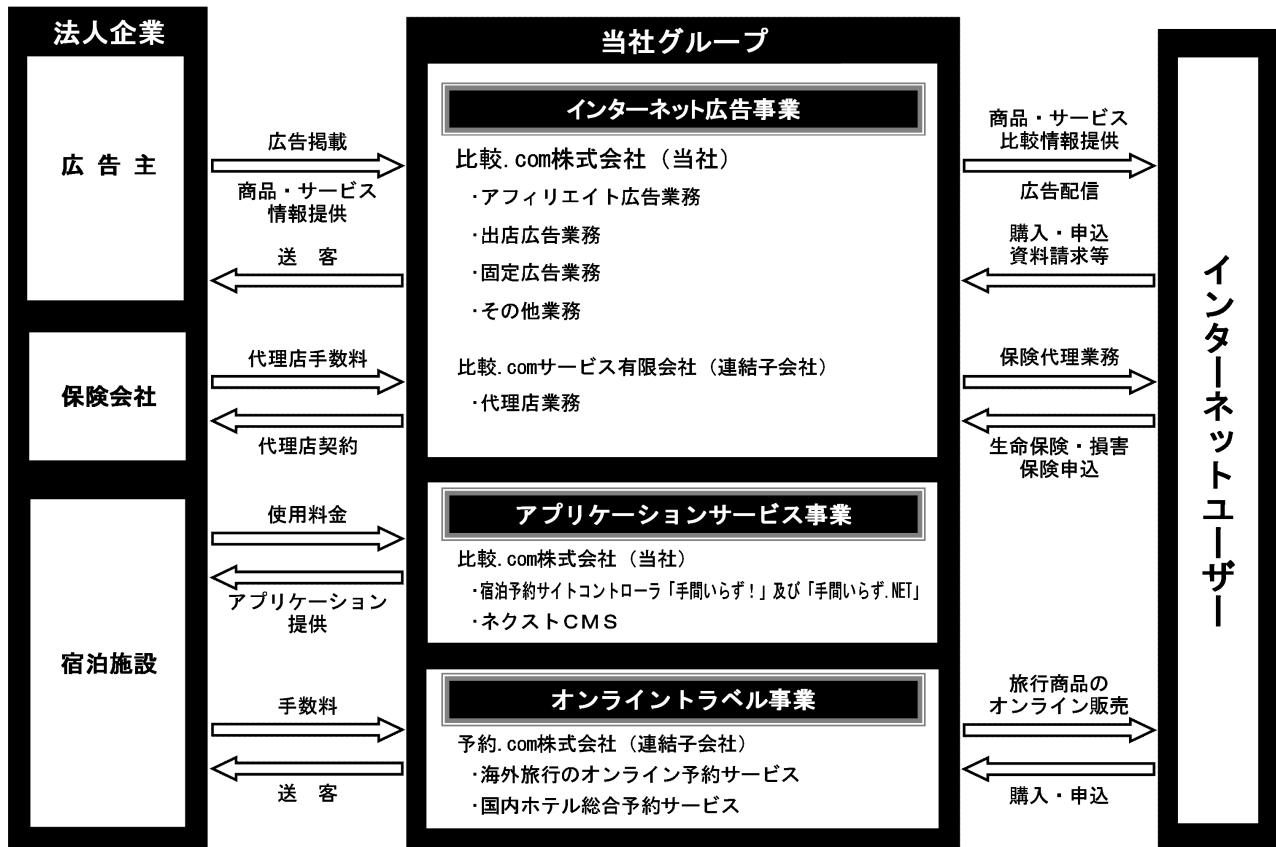 法人企業
広 告 主
保険会社
宿泊施設
広告掲載
商品・サービス
情報提供
送 客
代理店手数料
代理店契約
使用料金
アプリケーション
提供
手数料
送 客
当社グループ
インターネット広告事業
比較.com株式会社（当社）
・アフィリエイト広告業務
・出店広告業務
・固定広告業務
・その他業務
比較.comサービス有限会社（連結子会社）
・代理店業務
アプリケーションサービス事業
比較.com株式会社（当社）
・宿泊予約サイトコントローラ「手間いらず！」及び「手間いらず.NET」
・ネクストＣＭＳ
オンライントラベル事業
予約.com株式会社（連結子会社）
・海外旅行のオンライン予約サービス
・国内ホテル総合予約サービス
商品・サービス
比較情報提供
広告配信
購入・申込
資料請求等
保険代理業務
生命保険・損害
保険申込
旅行商品の
オンライン販売
購入・申込
インターネットユーザー